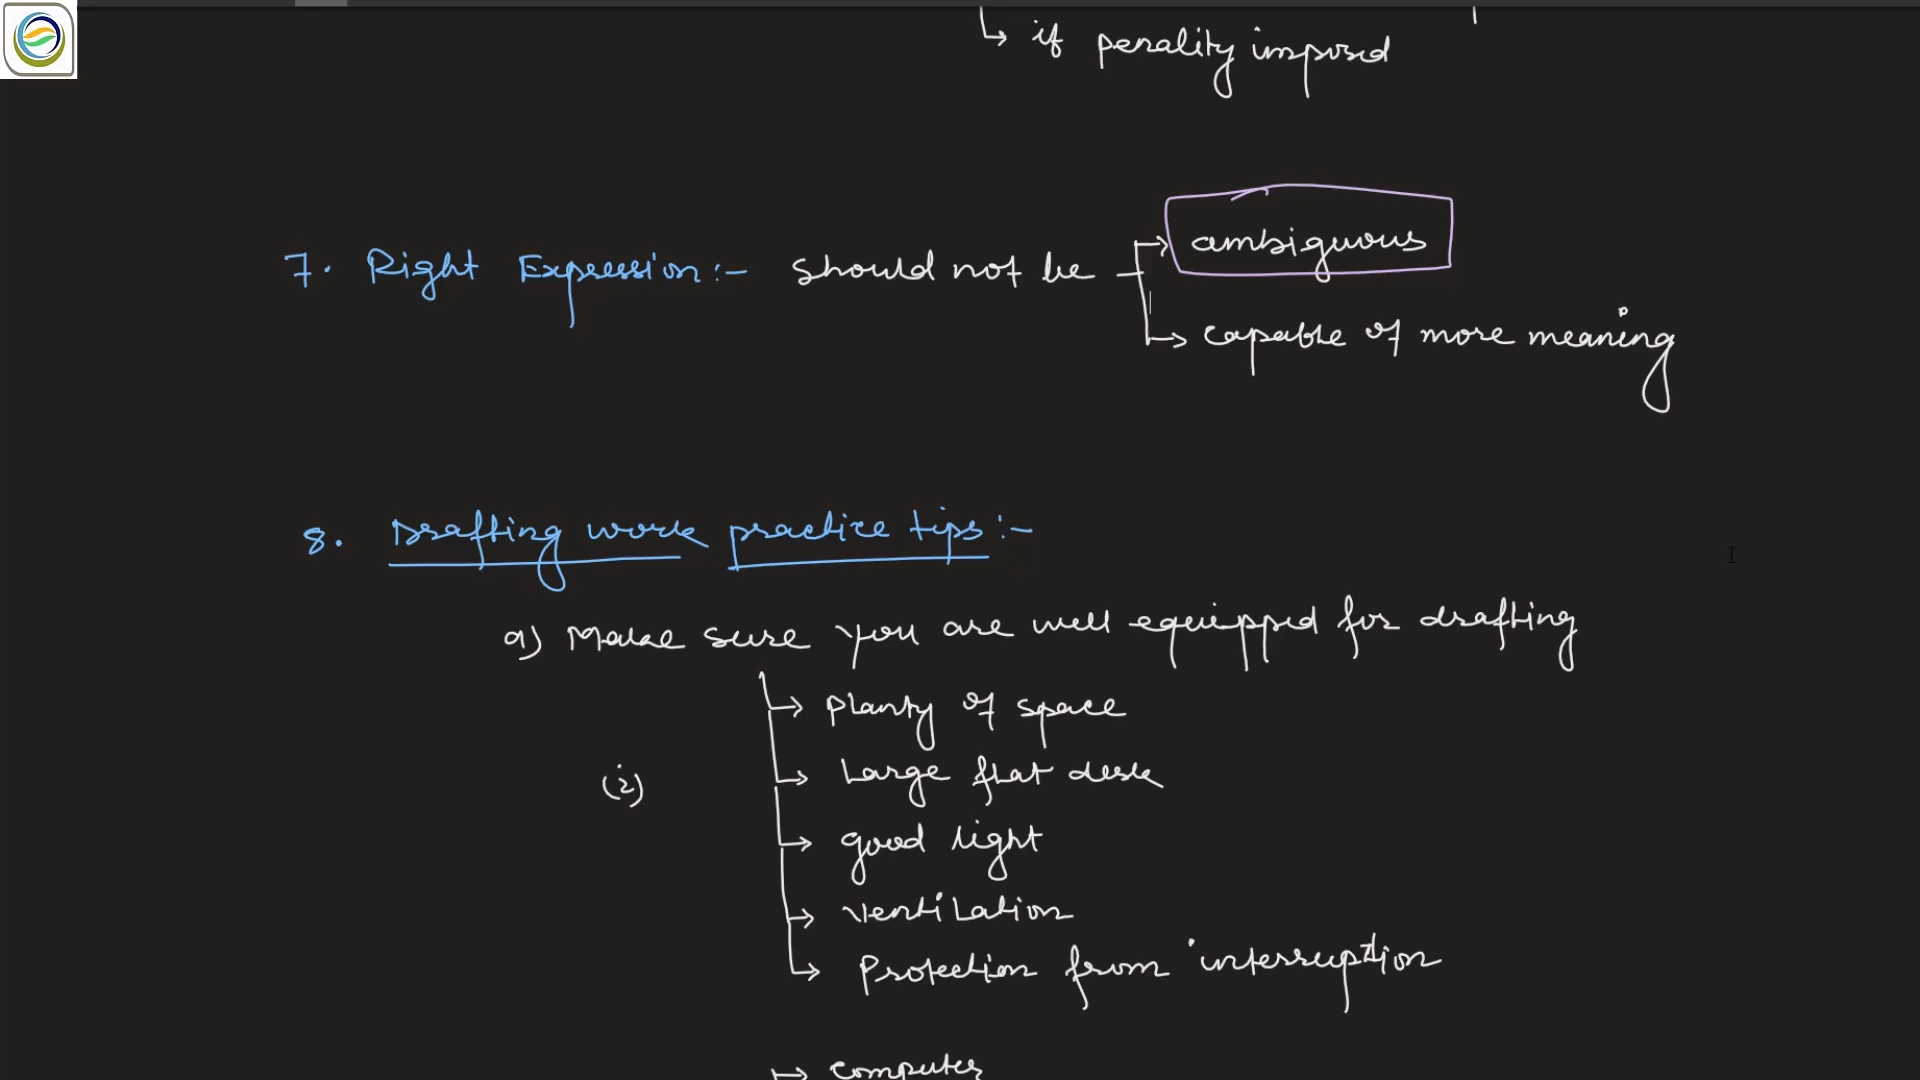 ↳ if penality imposed
7. Right Expression :- should not be → ambiguous
↳ capable of more meaning
8. Drafting work practice tips :-
a) Make sure you are well equipped for drafting
↳ Planty of space
(i) ↳ Large flat desk
↳ good light
↳ ventilation
↳ Protection from interruption
↳ computer